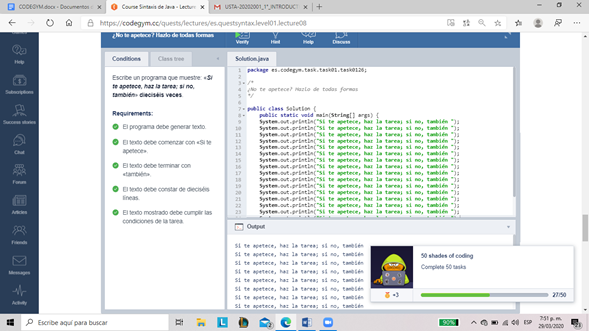 CODEGYM.docx - Documentos
Course Sintaxis de Java - Lectures
USTA-20202001_1°_INTRODUC
https://codegym.cc/quests/lectures/es.questsyntax.level01.lecture08
¿No te apetece? Hazlo de todas formas
Verify
Hint
Help
Discuss
Help
Subscriptions
Success stories
Chat
Forum
Articles
Friends
Messages
Activity
Conditions
Class tree
Escribe un programa que muestre: «Si
te apetece, haz la tarea; si no,
también» dieciséis veces.
Requirements:
El programa debe generar texto.
El texto debe comenzar con «Si te
apetece».
El texto debe terminar con
«también».
El texto debe constar de dieciséis
líneas.
El texto mostrado debe cumplir las
condiciones de la tarea.
Solution.java
1 package es.codegym.task.task01.task0126;
2
3 /*
4 ¿No te apetece? Hazlo de todas formas
5 */
6
7 public class Solution {
8 public static void main(String[] args) {
9 System.out.println("Si te apetece, haz la tarea; si no, también ");
10 System.out.println("Si te apetece, haz la tarea; si no, también ");
11 System.out.println("Si te apetece, haz la tarea; si no, también ");
12 System.out.println("Si te apetece, haz la tarea; si no, también ");
13 System.out.println("Si te apetece, haz la tarea; si no, también ");
14 System.out.println("Si te apetece, haz la tarea; si no, también ");
15 System.out.println("Si te apetece, haz la tarea; si no, también ");
16 System.out.println("Si te apetece, haz la tarea; si no, también ");
17 System.out.println("Si te apetece, haz la tarea; si no, también ");
18 System.out.println("Si te apetece, haz la tarea; si no, también ");
19 System.out.println("Si te apetece, haz la tarea; si no, también ");
20 System.out.println("Si te apetece, haz la tarea; si no, también ");
21 System.out.println("Si te apetece, haz la tarea; si no, también ");
22 System.out.println("Si te apetece, haz la tarea; si no, también ");
23 System.out.println("Si te apetece, haz la tarea; si no, también ");
Output
Si te apetece, haz la tarea; si no, también
Si te apetece, haz la tarea; si no, también
Si te apetece, haz la tarea; si no, también
Si te apetece, haz la tarea; si no, también
Si te apetece, haz la tarea; si no, también
Si te apetece, haz la tarea; si no, también
Si te apetece, haz la tarea; si no, también
Si te apetece, haz la tarea; si no, también
50 shades of coding
Complete 50 tasks
+3
27/50
Escribe aquí para buscar
90%
ESP
7:51 p. m.
29/03/2020